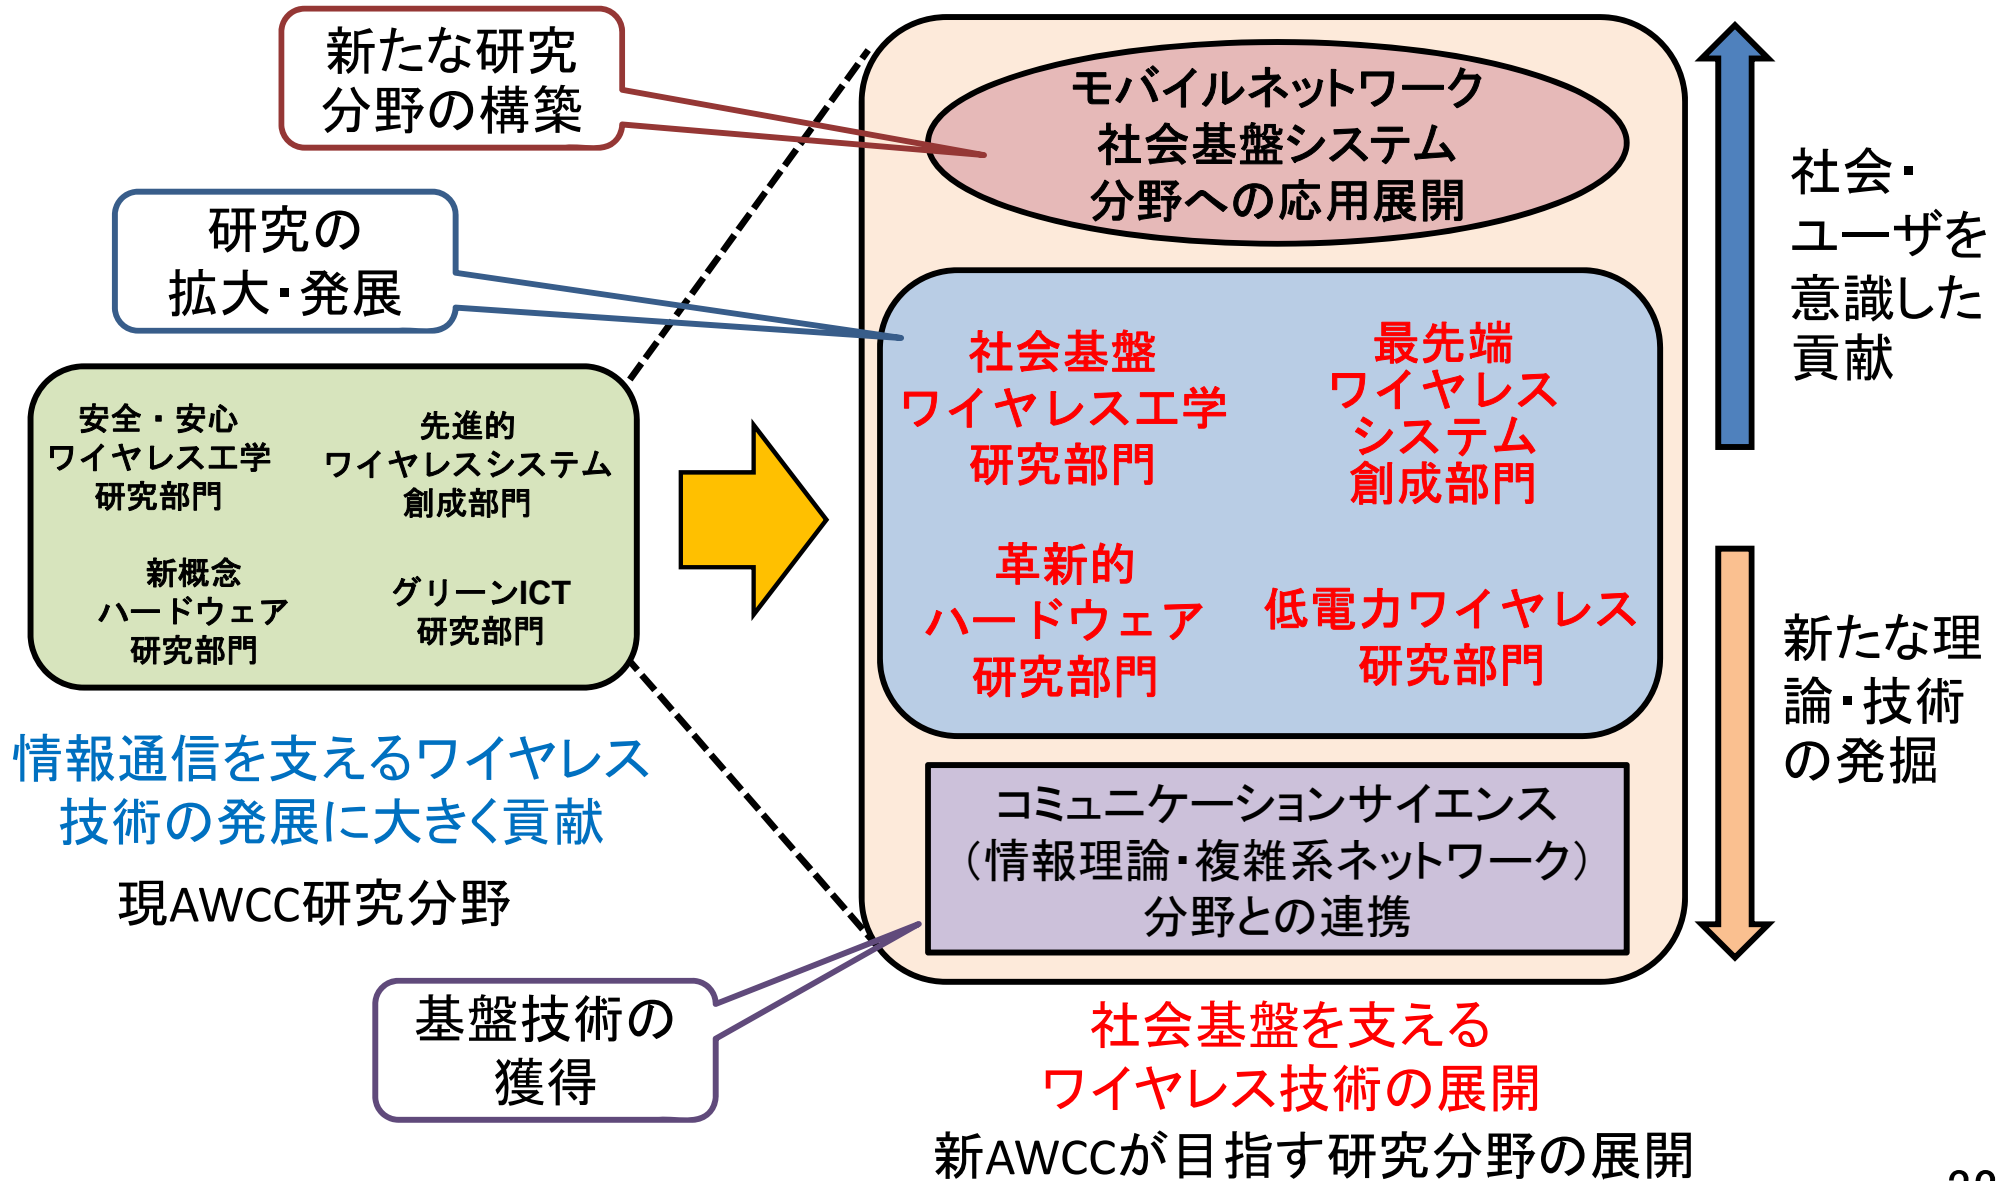 新たな研究
分野の構築
研究の
拡大・発展
安全・安心
ワイヤレス工学
研究部門
先進的
ワイヤレスシステム
創成部門
新概念
ハードウェア
研究部門
グリーンICT
研究部門
情報通信を支えるワイヤレス
技術の発展に大きく貢献
現AWCC研究分野
基盤技術の
獲得
モバイルネットワーク
社会基盤システム
分野への応用展開
社会基盤
ワイヤレス工学
研究部門
最先端
ワイヤレス
システム
創成部門
革新的
ハードウェア
研究部門
低電力ワイヤレス
研究部門
コミュニケーションサイエンス
（情報理論・複雑系ネットワーク）
分野との連携
社会基盤を支える
ワイヤレス技術の展開
新AWCCが目指す研究分野の展開
社会・
ユーザを
意識した
貢献
新たな理
論・技術
の発掘